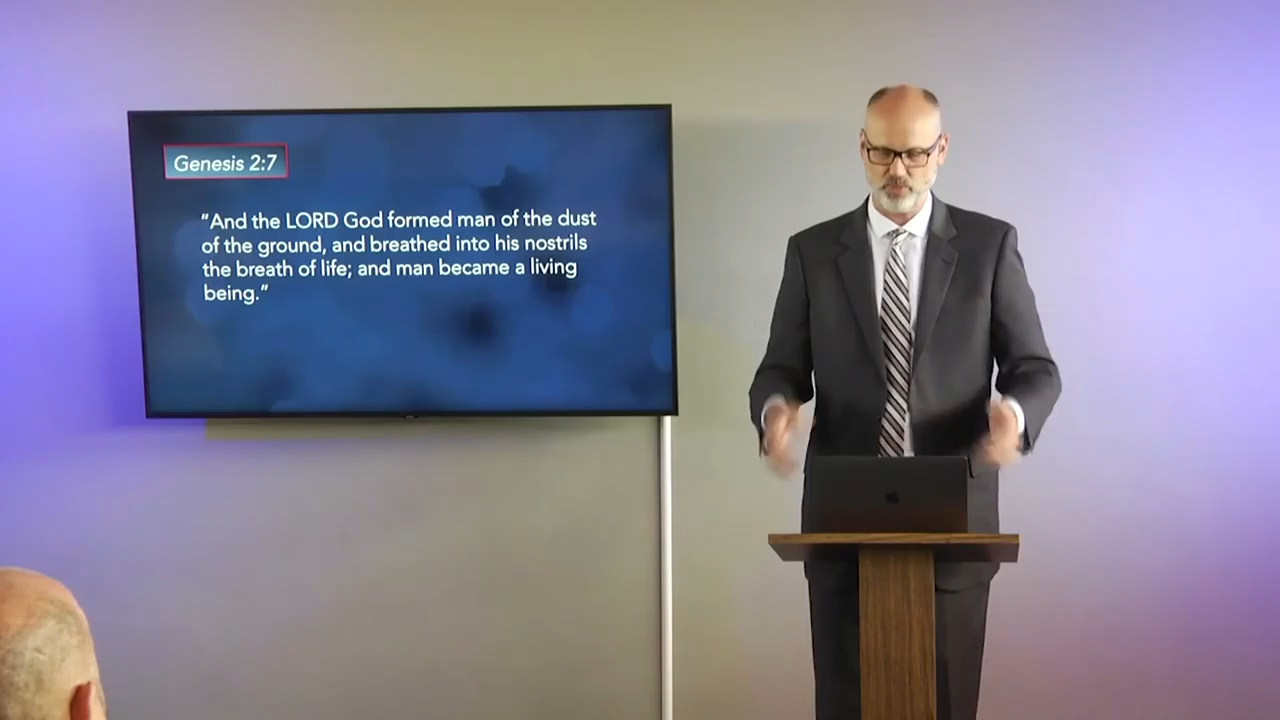 Genesis 2:7
“And the LORD God formed man of the dust
of the ground, and breathed into his nostrils
the breath of life; and man became a living
being.”